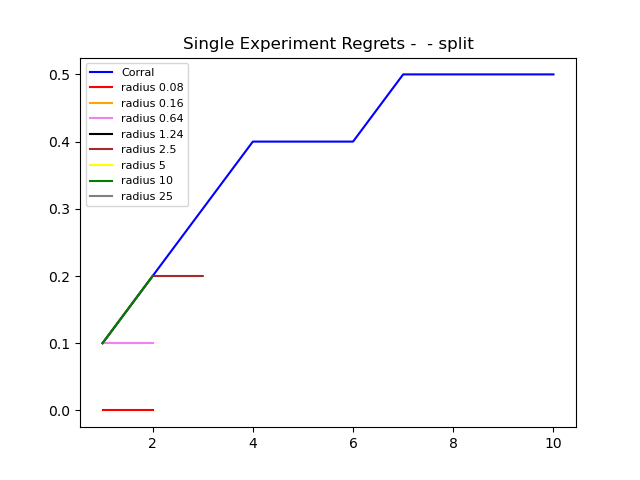 Single Experiment Regrets -  - split
Corral
radius 0.08
radius 0.16
radius 0.64
radius 1.24
radius 2.5
radius 5
radius 10
radius 25
0.5
0.4
0.3
0.2
0.1
0.0
2 4 6 8 10